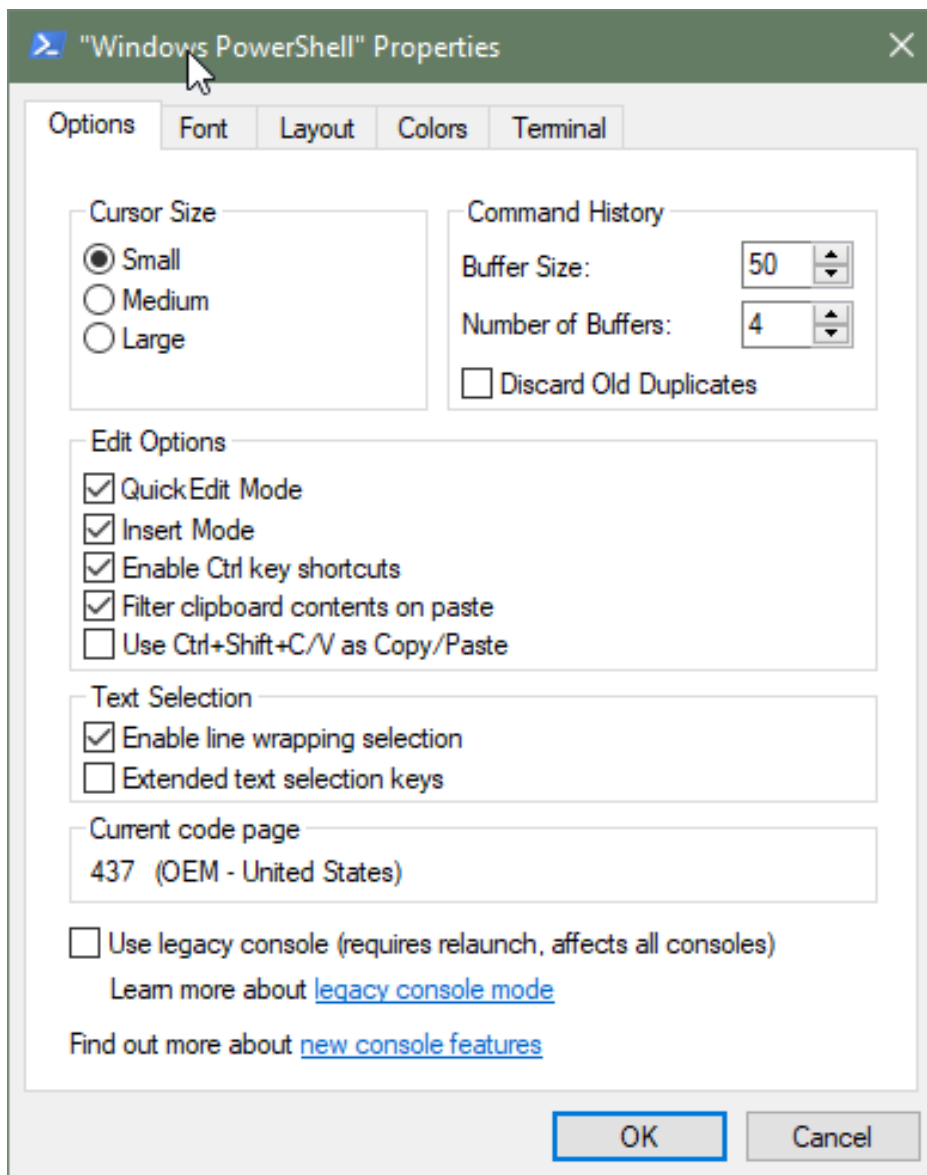 "Windows PowerShell" Properties
Options Font Layout Colors Terminal
Cursor Size
Small
Medium
Large
Command History
Buffer Size: 50
Number of Buffers: 4
Discard Old Duplicates
Edit Options
QuickEdit Mode
Insert Mode
Enable Ctrl key shortcuts
Filter clipboard contents on paste
Use Ctrl+Shift+C/V as Copy/Paste
Text Selection
Enable line wrapping selection
Extended text selection keys
Current code page
437 (OEM - United States)
Use legacy console (requires relaunch, affects all consoles)
Learn more about legacy console mode
Find out more about new console features
OK Cancel